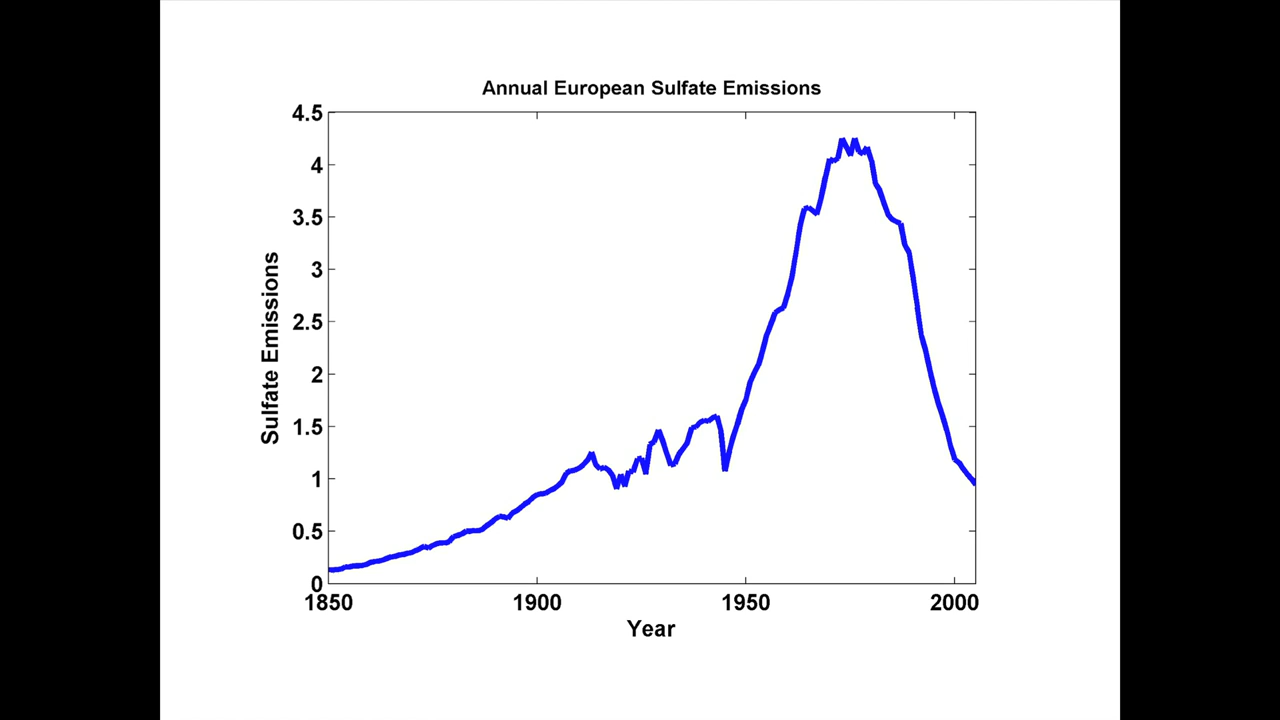 Annual European Sulfate Emissions
4.5
4
3.5
3
2.5
2
1.5
1
0.5
0
Sulfate Emissions
1850 1900 1950 2000
Year